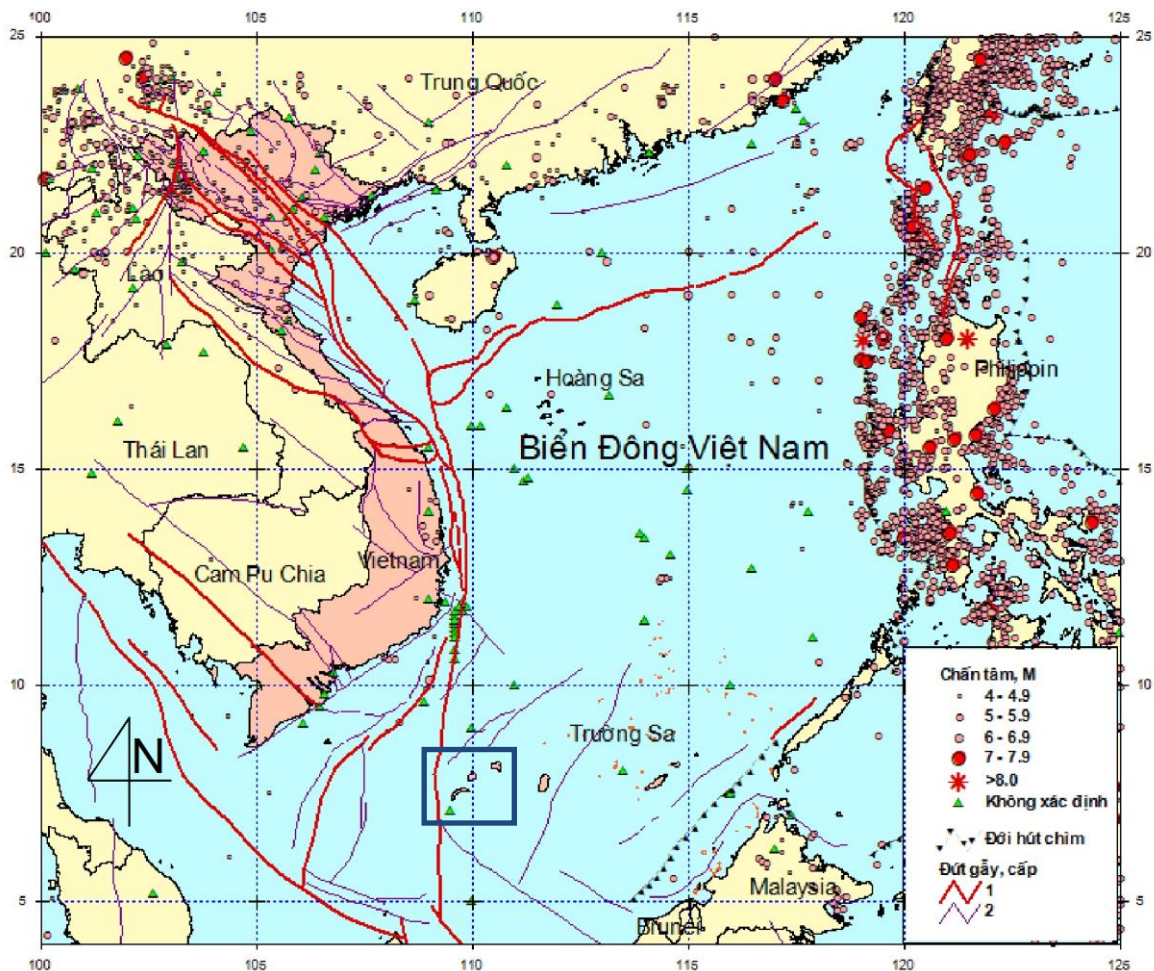 100 105 110 115 120 125
25 25
Trung Quốc
20 20
Lào
Hoàng Sa
Philippin
Biển Đông Việt Nam
Thái Lan
15 15
Vietnam
Cam Pu Chia
10 10
Trường Sa
N
Malaysia
5 5
Brunei
100 105 110 115 120 125
Chấn tâm, M
4 - 4.9
5 - 5.9
6 - 6.9
7 - 7.9
>8.0
Không xác định
Đới hút chìm
Đứt gẫy, cấp
1
2